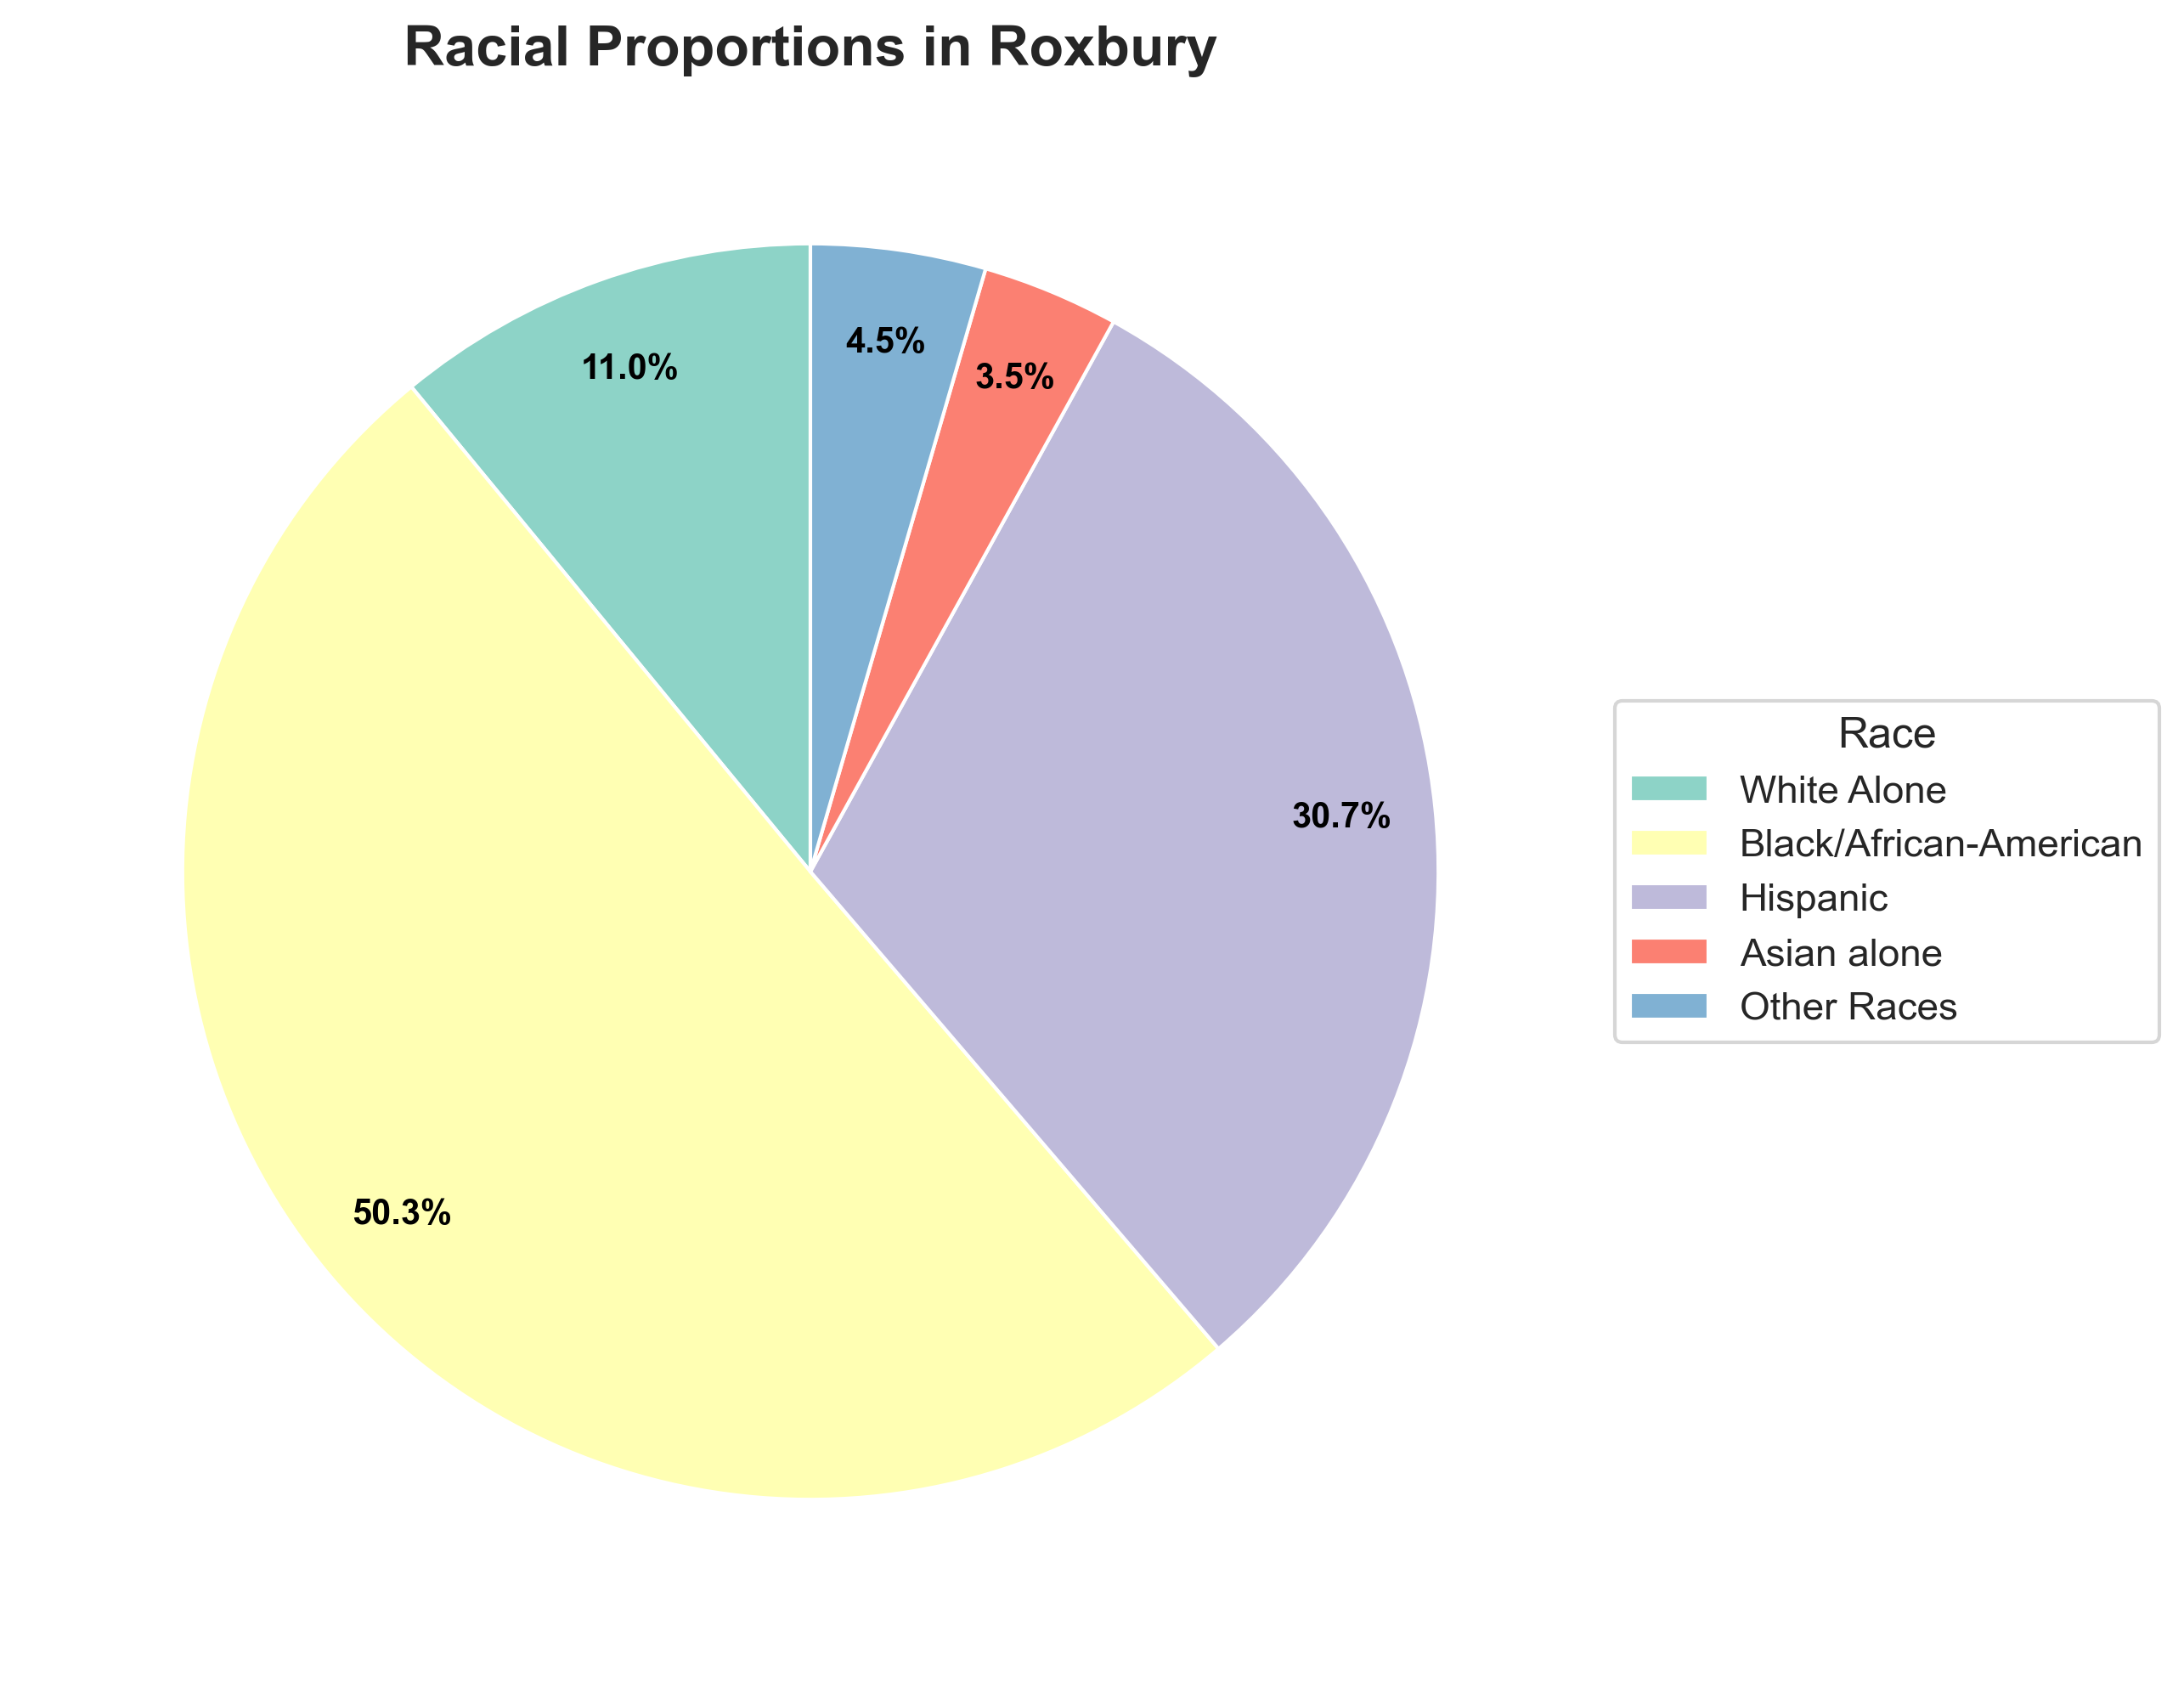 Racial Proportions in Roxbury
4.5%
11.0%
3.5%
30.7%
50.3%
Race
White Alone
Black/African-American
Hispanic
Asian alone
Other Races